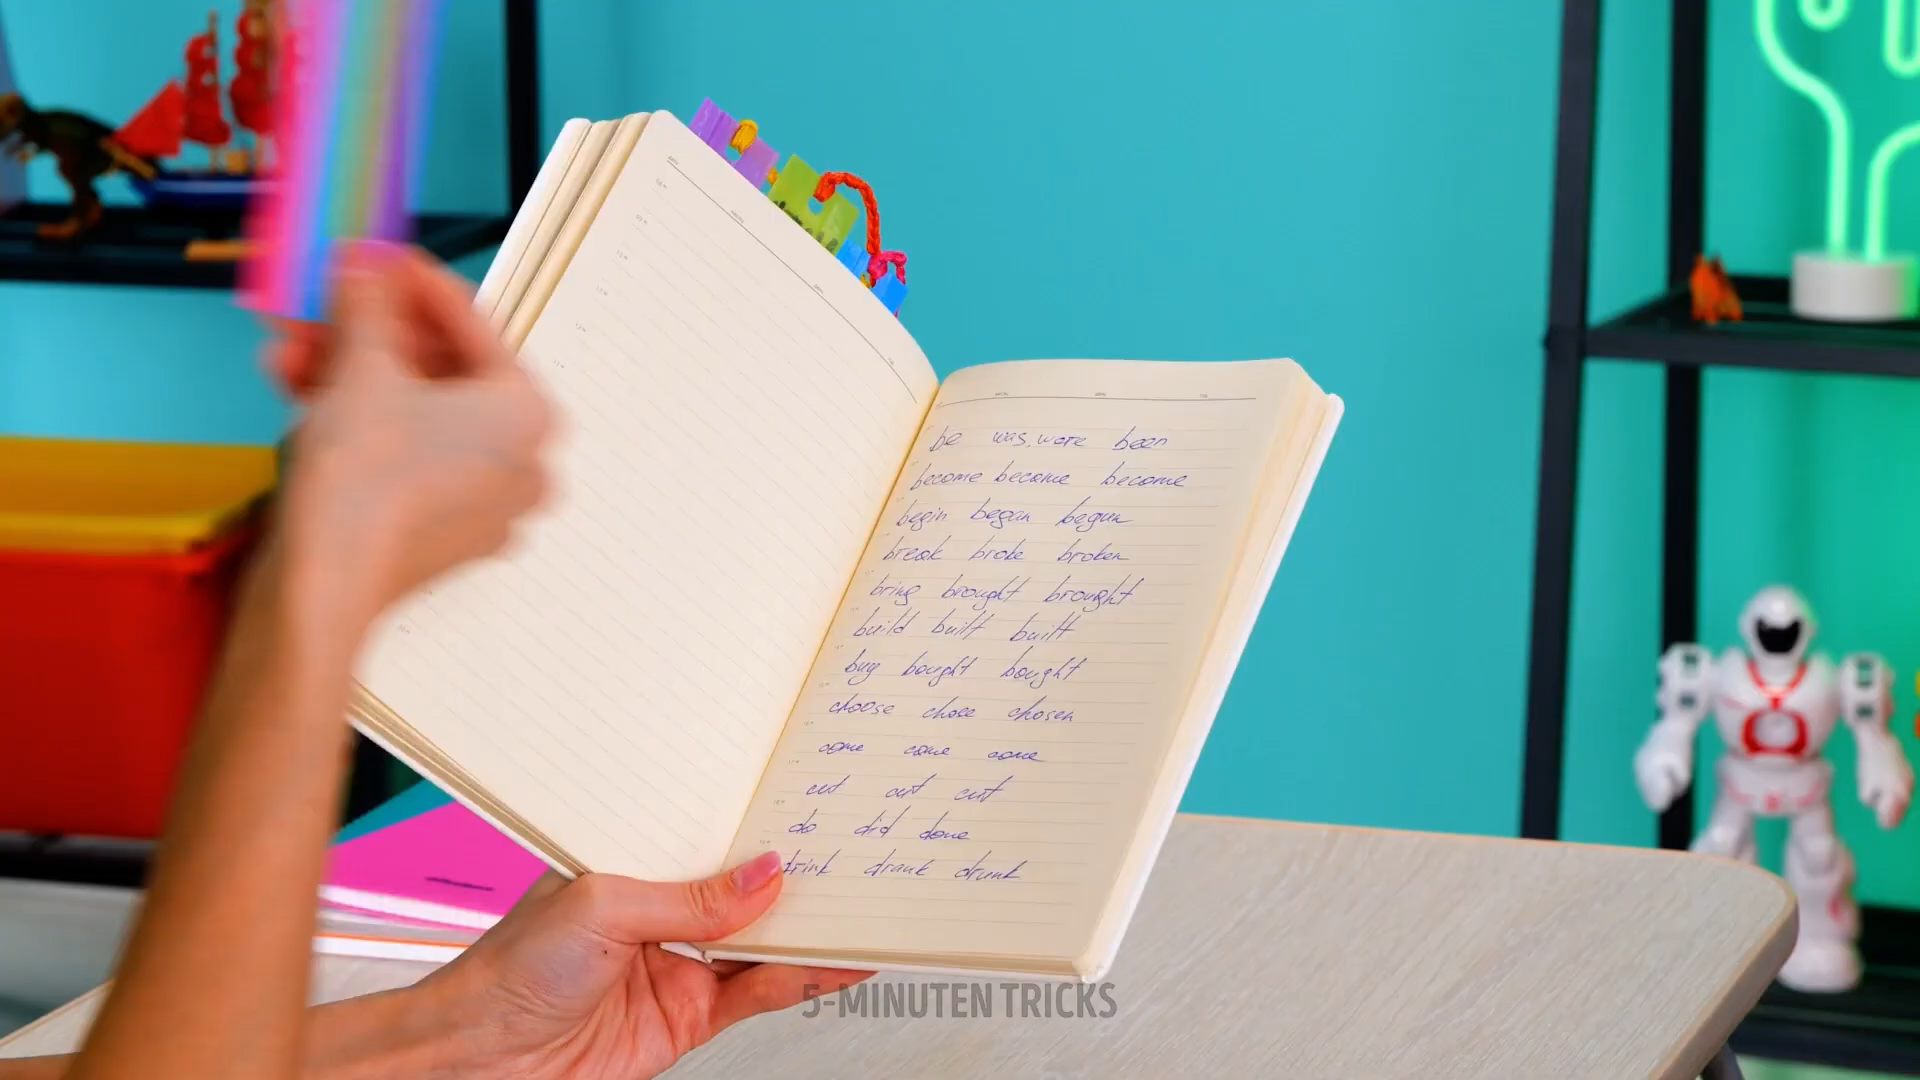 be was, were been
become became become
begin began begun
break broke broken
bring brought brought
build built built
buy bought bought
choose chose chosen
come came come
cut cut cut
do did done
drink drank drunk
5-MINUTEN TRICKS